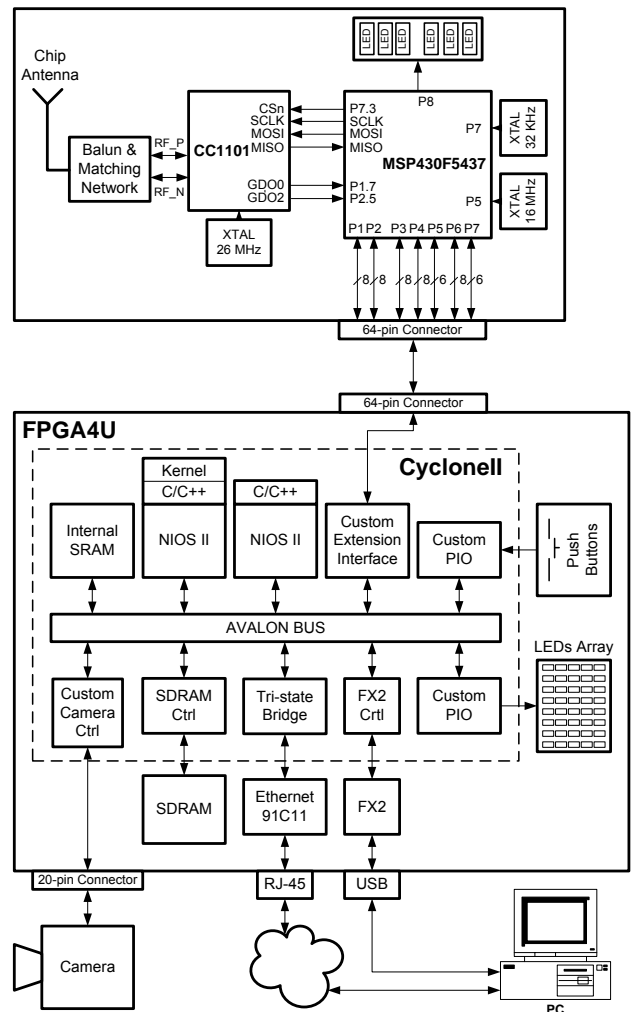 Chip
Antenna
LED
LED
LED
LED
LED
LED
P8
Balun &
Matching
Network
RF_P
RF_N
CC1101
CSn
SCLK
MOSI
MISO
GDO0
GDO2
XTAL
26 MHz
MSP430F5437
P7.3
SCLK
MOSI
MISO
P1.7
P2.5
P7
P5
XTAL
32 KHz
XTAL
16 MHz
P1 P2 P3 P4 P5 P6 P7
8 8 8 8 6 8 6
64-pin Connector
64-pin Connector
FPGA4U
CycloneII
Internal
SRAM
Kernel
C/C++
NIOS II
C/C++
NIOS II
Custom
Extension
Interface
Custom
PIO
Push
Buttons
AVALON BUS
LEDs Array
Custom
Camera
Ctrl
SDRAM
Ctrl
Tri-state
Bridge
FX2
Crtl
Custom
PIO
SDRAM
Ethernet
91C11
FX2
20-pin Connector
RJ-45
USB
Camera
PC